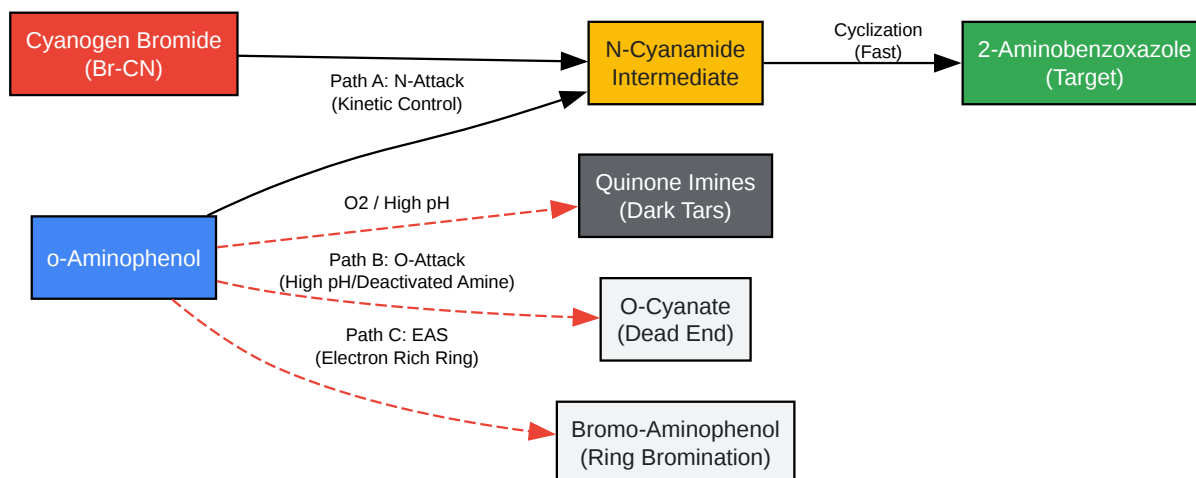 Cyanogen Bromide
(Br-CN)
Path A: N-Attack
(Kinetic Control)
N-Cyanamide
Intermediate
Cyclization
(Fast)
2-Aminobenzoxazole
(Target)
o-Aminophenol
O2 / High pH
Quinone Imines
(Dark Tars)
Path B: O-Attack
(High pH/Deactivated Amine)
O-Cyanate
(Dead End)
Path C: EAS
(Electron Rich Ring)
Bromo-Aminophenol
(Ring Bromination)